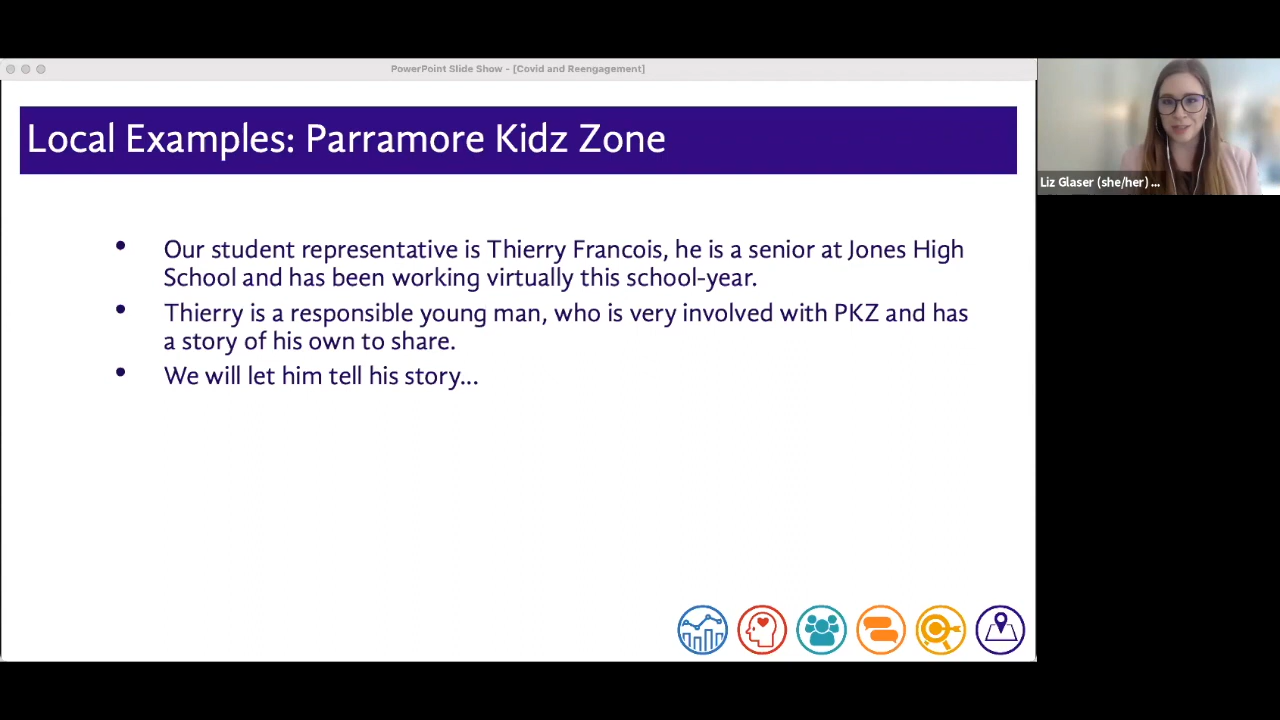 PowerPoint Slide Show - [Covid and Reengagement]
Local Examples: Parramore Kidz Zone
• Our student representative is Thierry Francois, he is a senior at Jones High
School and has been working virtually this school-year.
• Thierry is a responsible young man, who is very involved with PKZ and has
a story of his own to share.
• We will let him tell his story...
Liz Glaser (she/her) ...